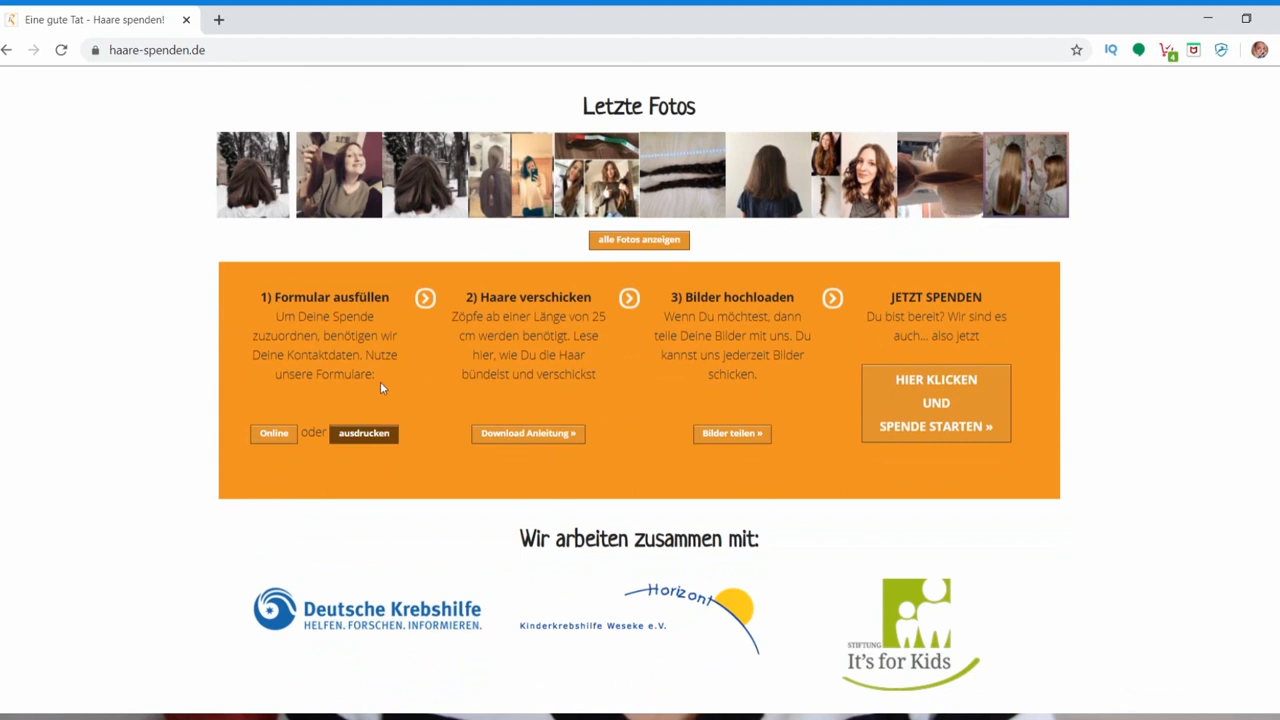 Eine gute Tat - Haare spenden!
haare-spenden.de
IQ
4
Letzte Fotos
alle Fotos anzeigen
1) Formular ausfüllen
Um Deine Spende
zuzuordnen, benötigen wir
Deine Kontaktdaten. Nutze
unsere Formulare:
Online oder ausdrucken
2) Haare verschicken
Zöpfe ab einer Länge von 25
cm werden benötigt. Lese
hier, wie Du die Haar
bündelst und verschickst
Download Anleitung »
3) Bilder hochloaden
Wenn Du möchtest, dann
teile Deine Bilder mit uns. Du
kannst uns jederzeit Bilder
schicken.
Bilder teilen »
JETZT SPENDEN
Du bist bereit? Wir sind es
auch... also jetzt
HIER KLICKEN
UND
SPENDE STARTEN »
Wir arbeiten zusammen mit:
Deutsche Krebshilfe
HELFEN. FORSCHEN. INFORMIEREN.
Horizont
Kinderkrebshilfe Weseke e.V.
STIFTUNG
It's for Kids